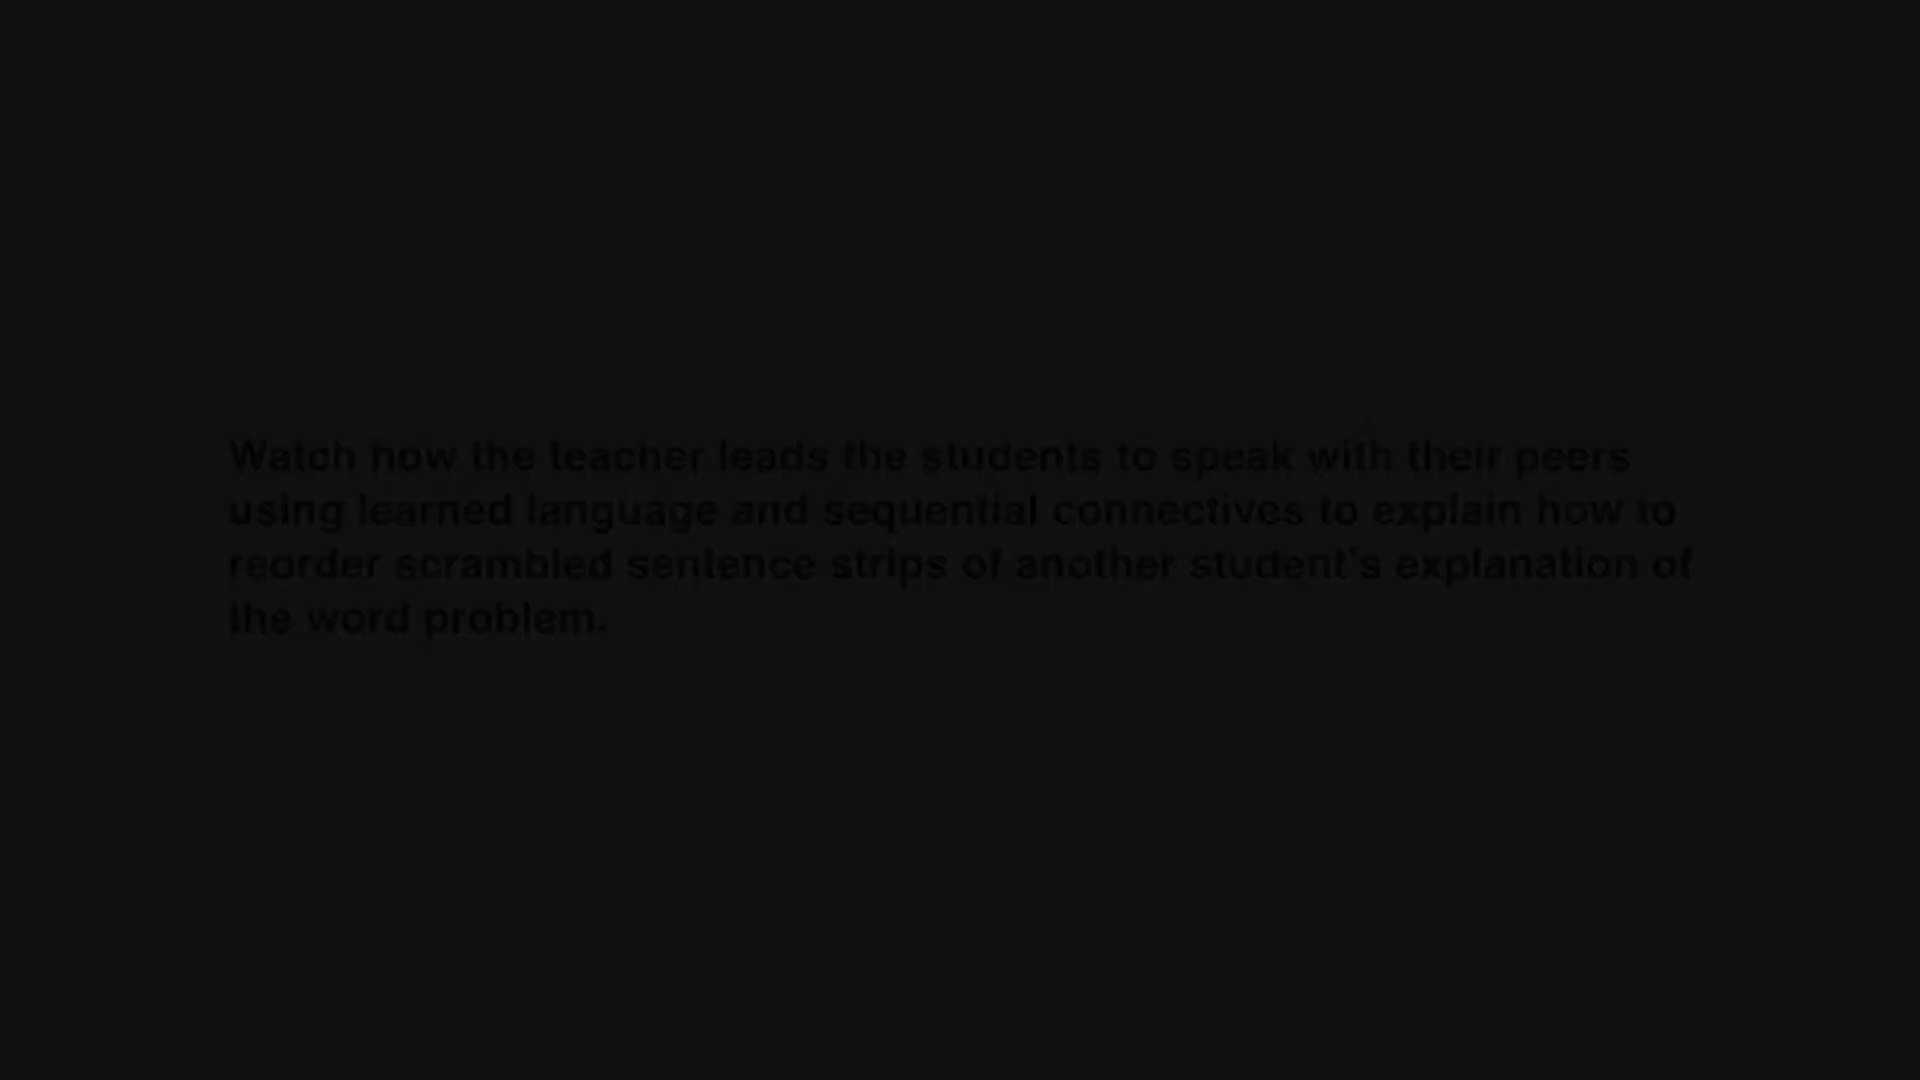 Watch how the teacher leads the students to speak with their peers
using learned language and sequential connectives to explain how to
reorder scrambled sentence strips of another student's explanation of
the word problem.